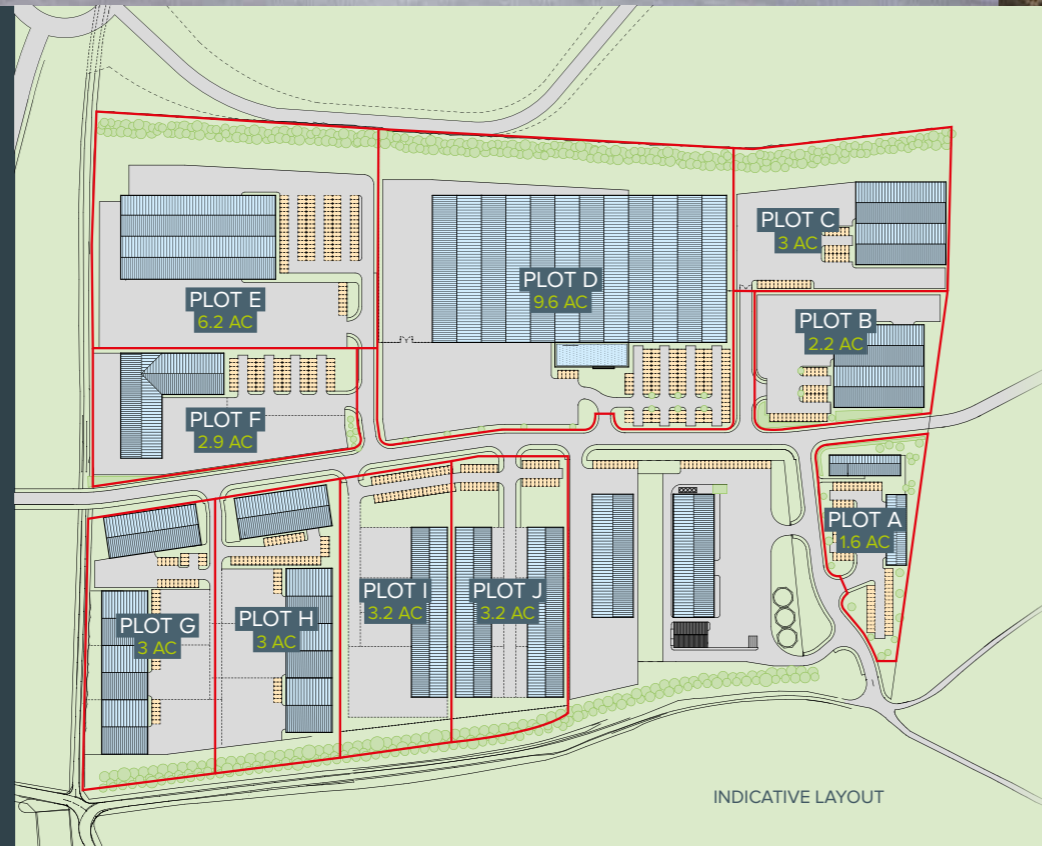 PLOT C
3 AC
PLOT D
9.6 AC
PLOT E
6.2 AC
PLOT B
2.2 AC
PLOT F
2.9 AC
PLOT A
1.6 AC
PLOT I
3.2 AC
PLOT J
3.2 AC
PLOT G
3 AC
PLOT H
3 AC
INDICATIVE LAYOUT